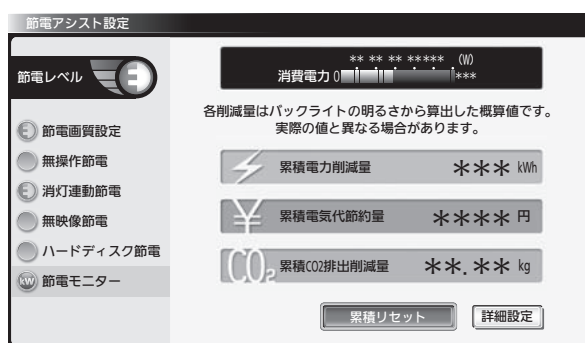 節電アシスト設定
節電レベル
E
E 節電画質設定
無操作節電
E 消灯連動節電
無映像節電
ハードディスク節電
kW 節電モニター
** ** ** ***** (W)
消費電力 0 ***
各削減量はバックライトの明るさから算出した概算値です。
実際の値と異なる場合があります。
累積電力削減量 *** kWh
¥ 累積電気代節約量 **** 円
CO2 累積CO2排出削減量 **.** kg
累積リセット 詳細設定